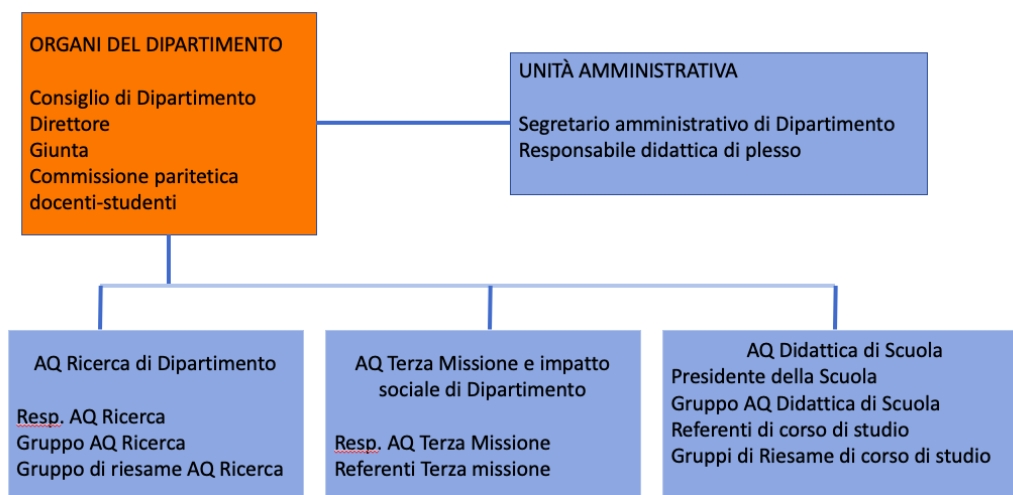 ORGANI DEL DIPARTIMENTO
Consiglio di Dipartimento
Direttore
Giunta
Commissione paritetica
docenti-studenti
UNITÀ AMMINISTRATIVA
Segretario amministrativo di Dipartimento
Responsabile didattica di plesso
AQ Ricerca di Dipartimento
Resp. AQ Ricerca
Gruppo AQ Ricerca
Gruppo di riesame AQ Ricerca
AQ Terza Missione e impatto
sociale di Dipartimento
Resp. AQ Terza Missione
Referenti Terza missione
AQ Didattica di Scuola
Presidente della Scuola
Gruppo AQ Didattica di Scuola
Referenti di corso di studio
Gruppi di Riesame di corso di studio